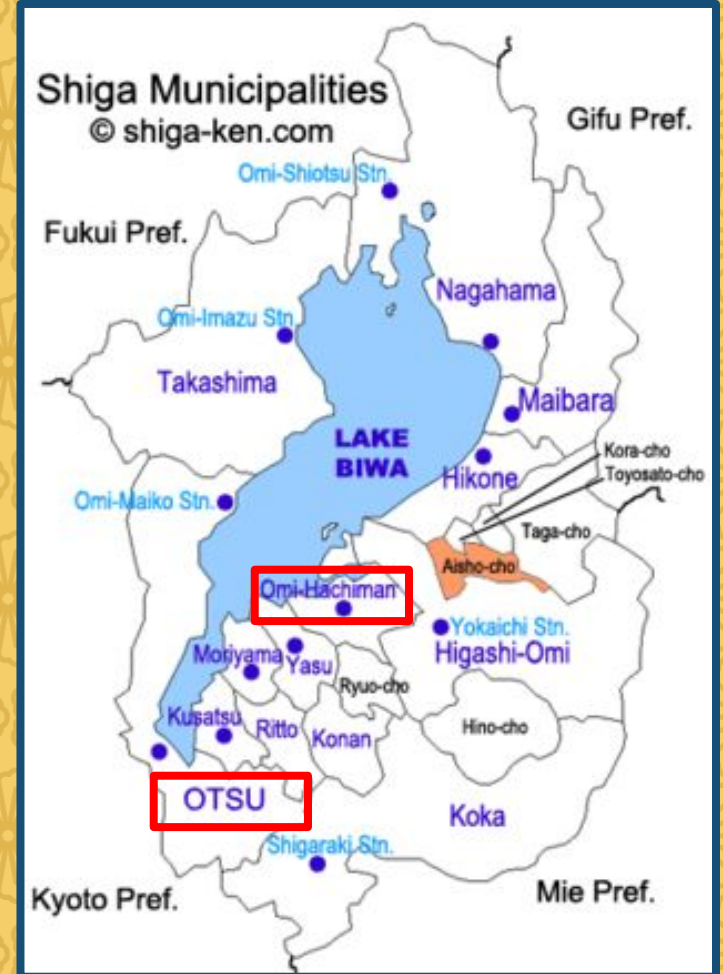 Shiga Municipalities
© shiga-ken.com
Gifu Pref.
Omi-Shiotsu Stn.
Fukui Pref.
Nagahama
Omi-Imazu Stn.
Takashima
Maibara
LAKE
BIWA
Kora-cho
Hikone
Toyosato-cho
Omi-Maiko Stn.
Taga-cho
Aisho-cho
Omi-Hachiman
Yokaichi Stn.
Higashi-Omi
Moriyama
Yasu
Ryuo-cho
Kusatsu
Ritto
Konan
Hino-cho
OTSU
Koka
Shigaraki Stn.
Kyoto Pref.
Mie Pref.